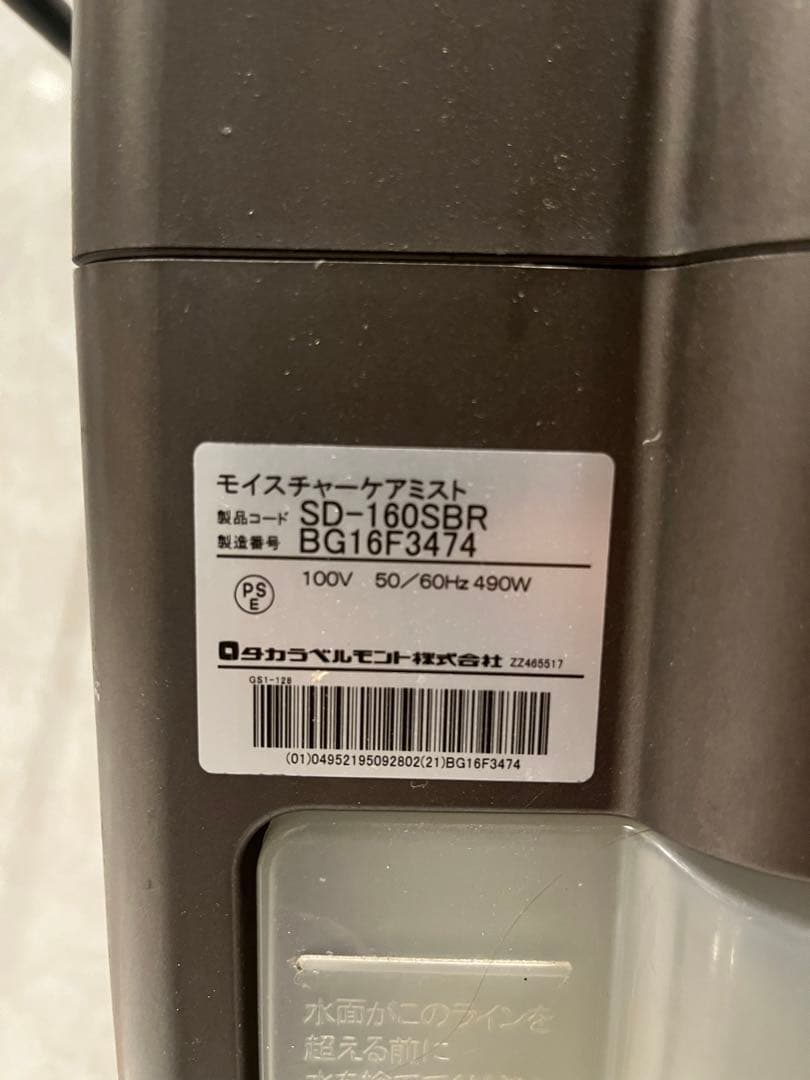 モイスチャーケアミスト
製品コード SD-160SBR
製造番号 BG16F3474
PS E 100V 50/60Hz 490W
タカラベルモント株式会社 ZZ465517
GS1-128
(01)04952195092802(21)BG16F3474
水面がこのラインを
超える前に